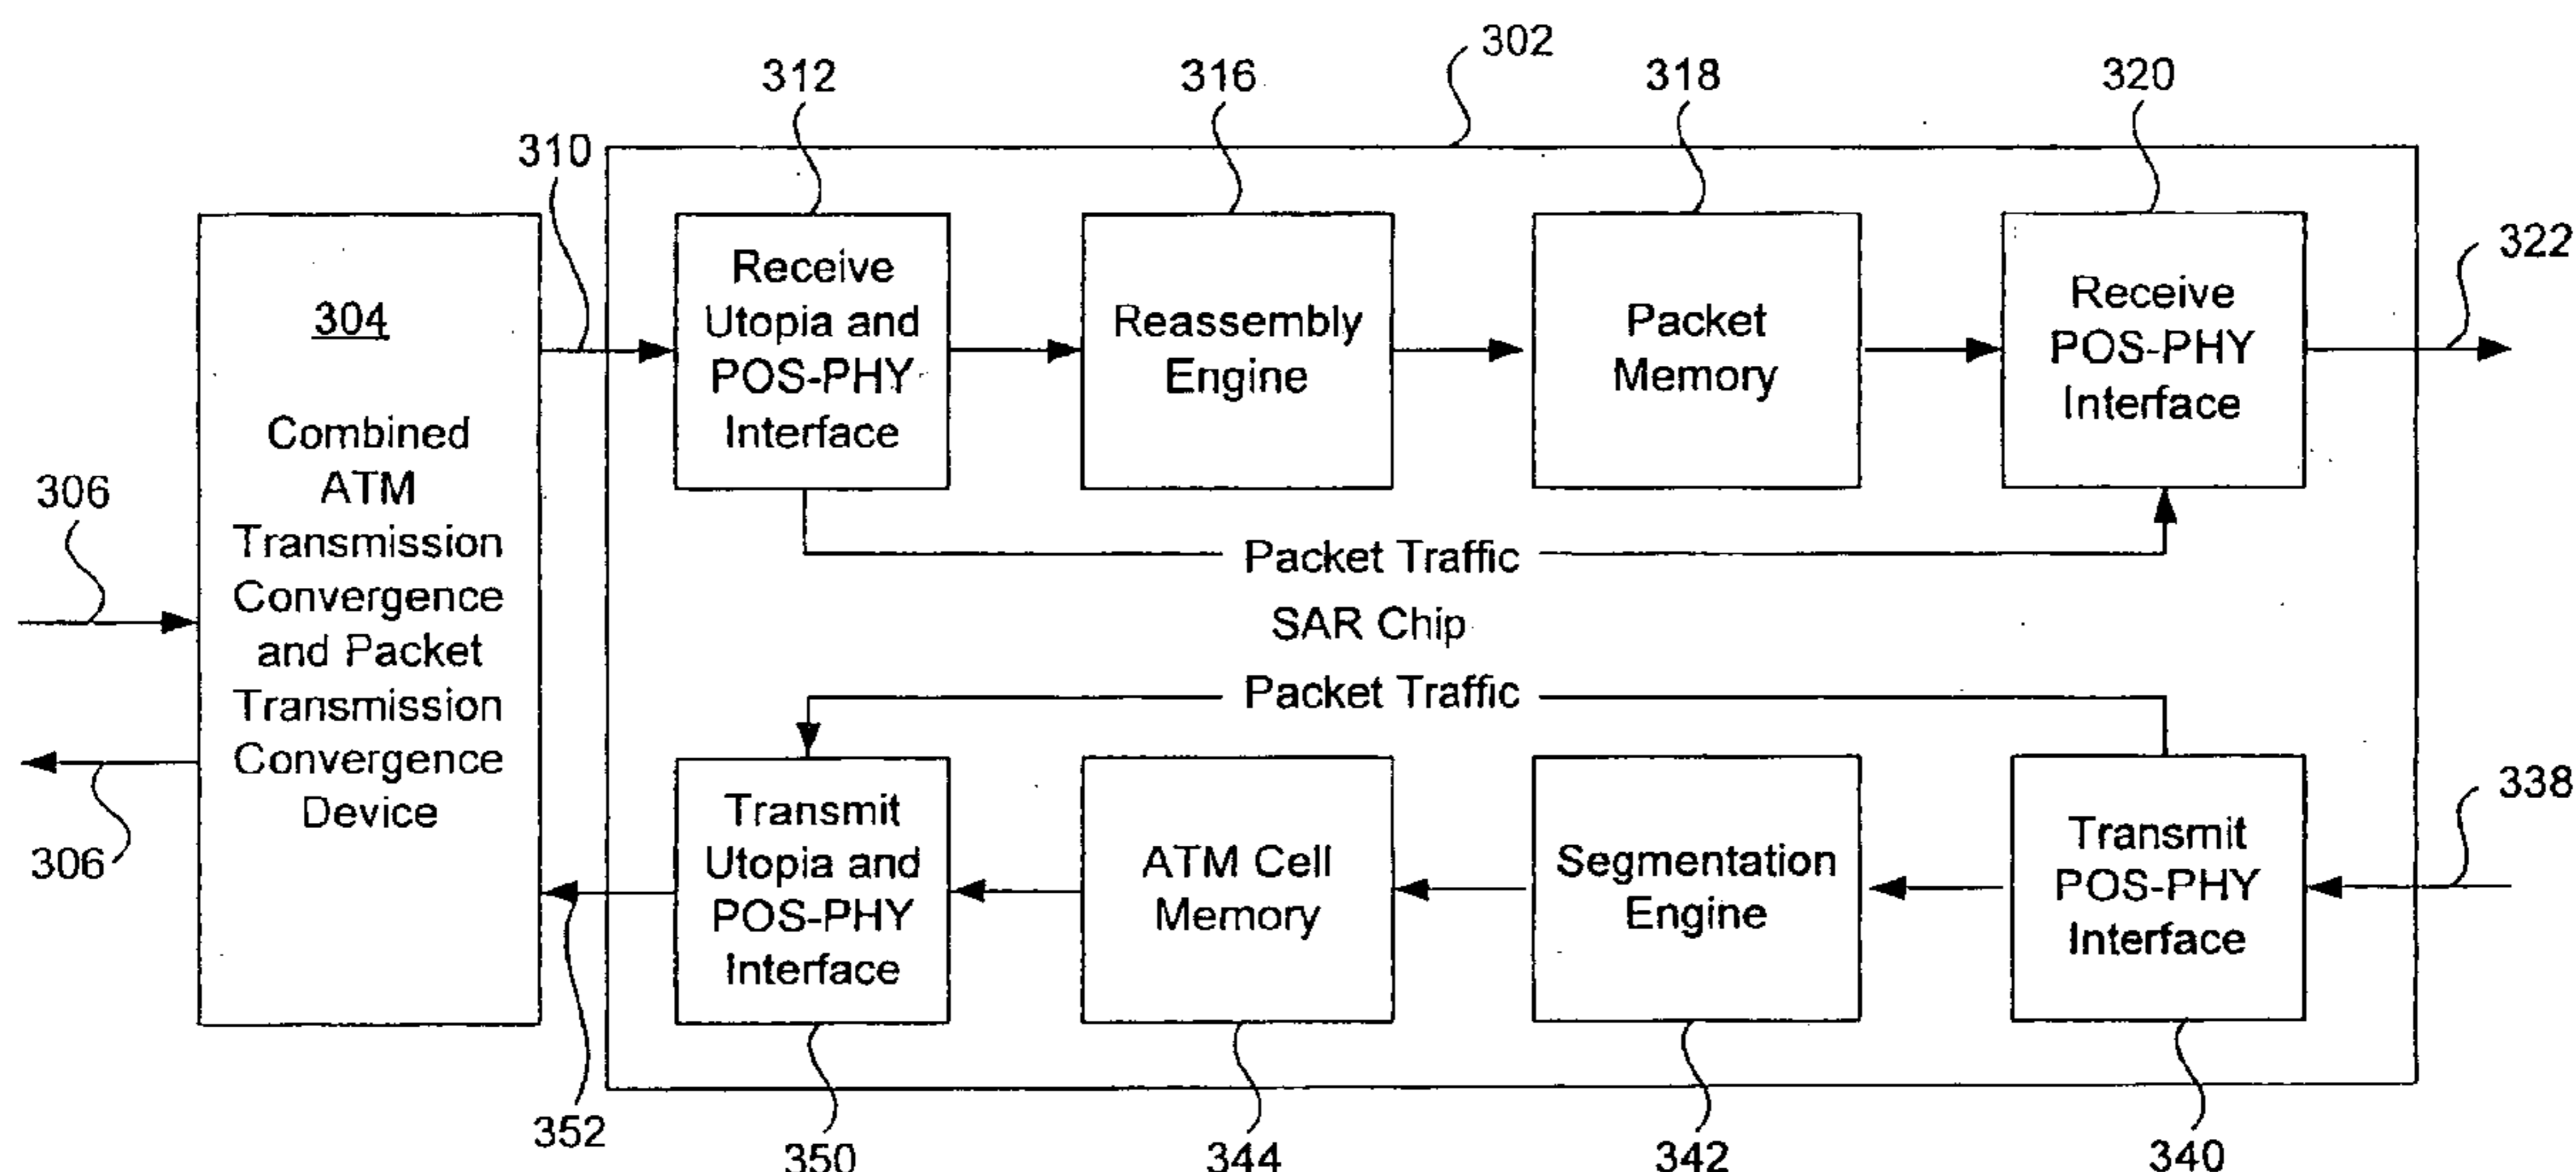 302
312
316
318
320
310
322
304
Combined
ATM
Transmission
Convergence
and Packet
Transmission
Convergence
Device
306
306
Receive
Utopia and
POS-PHY
Interface
Reassembly
Engine
Packet
Memory
Receive
POS-PHY
Interface
Packet Traffic
SAR Chip
Packet Traffic
Transmit
Utopia and
POS-PHY
Interface
ATM Cell
Memory
Segmentation
Engine
Transmit
POS-PHY
Interface
338
352
350
344
342
340